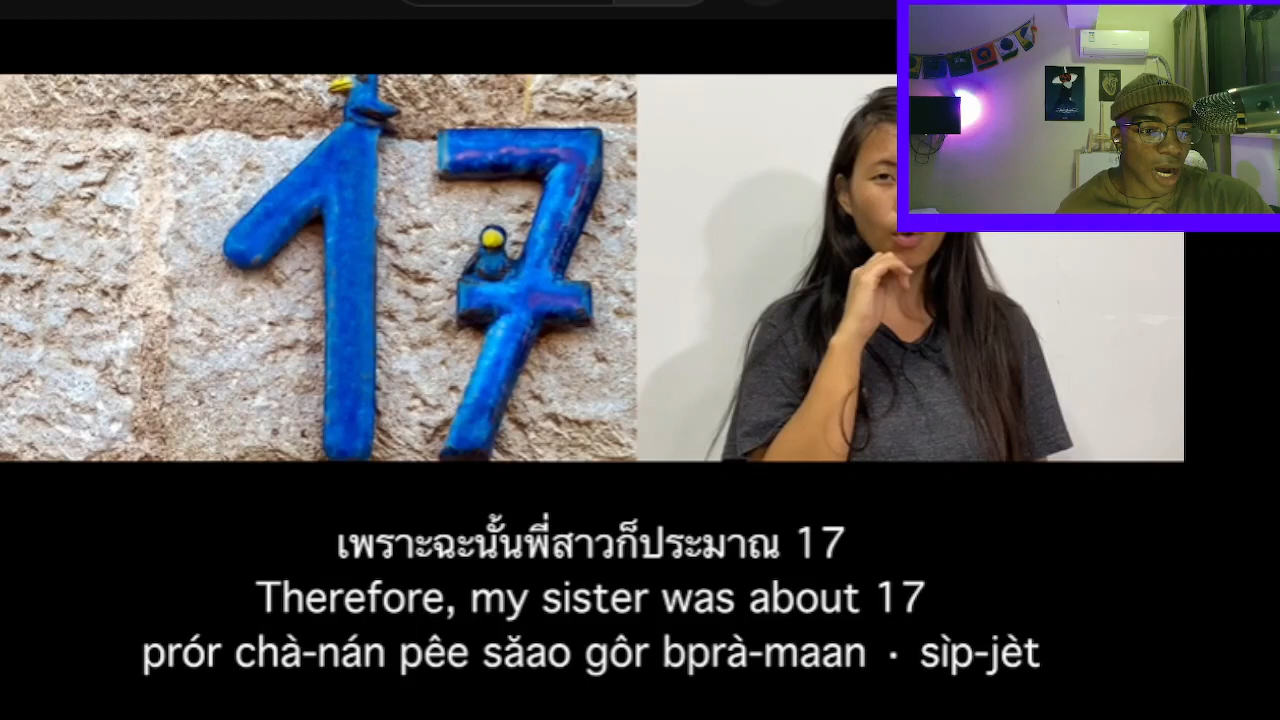 17
เพราะฉะนั้นพี่สาวก็ประมาณ 17
Therefore, my sister was about 17
prór chà-nán pêe săao gôr bprà-maan · sìp-jèt